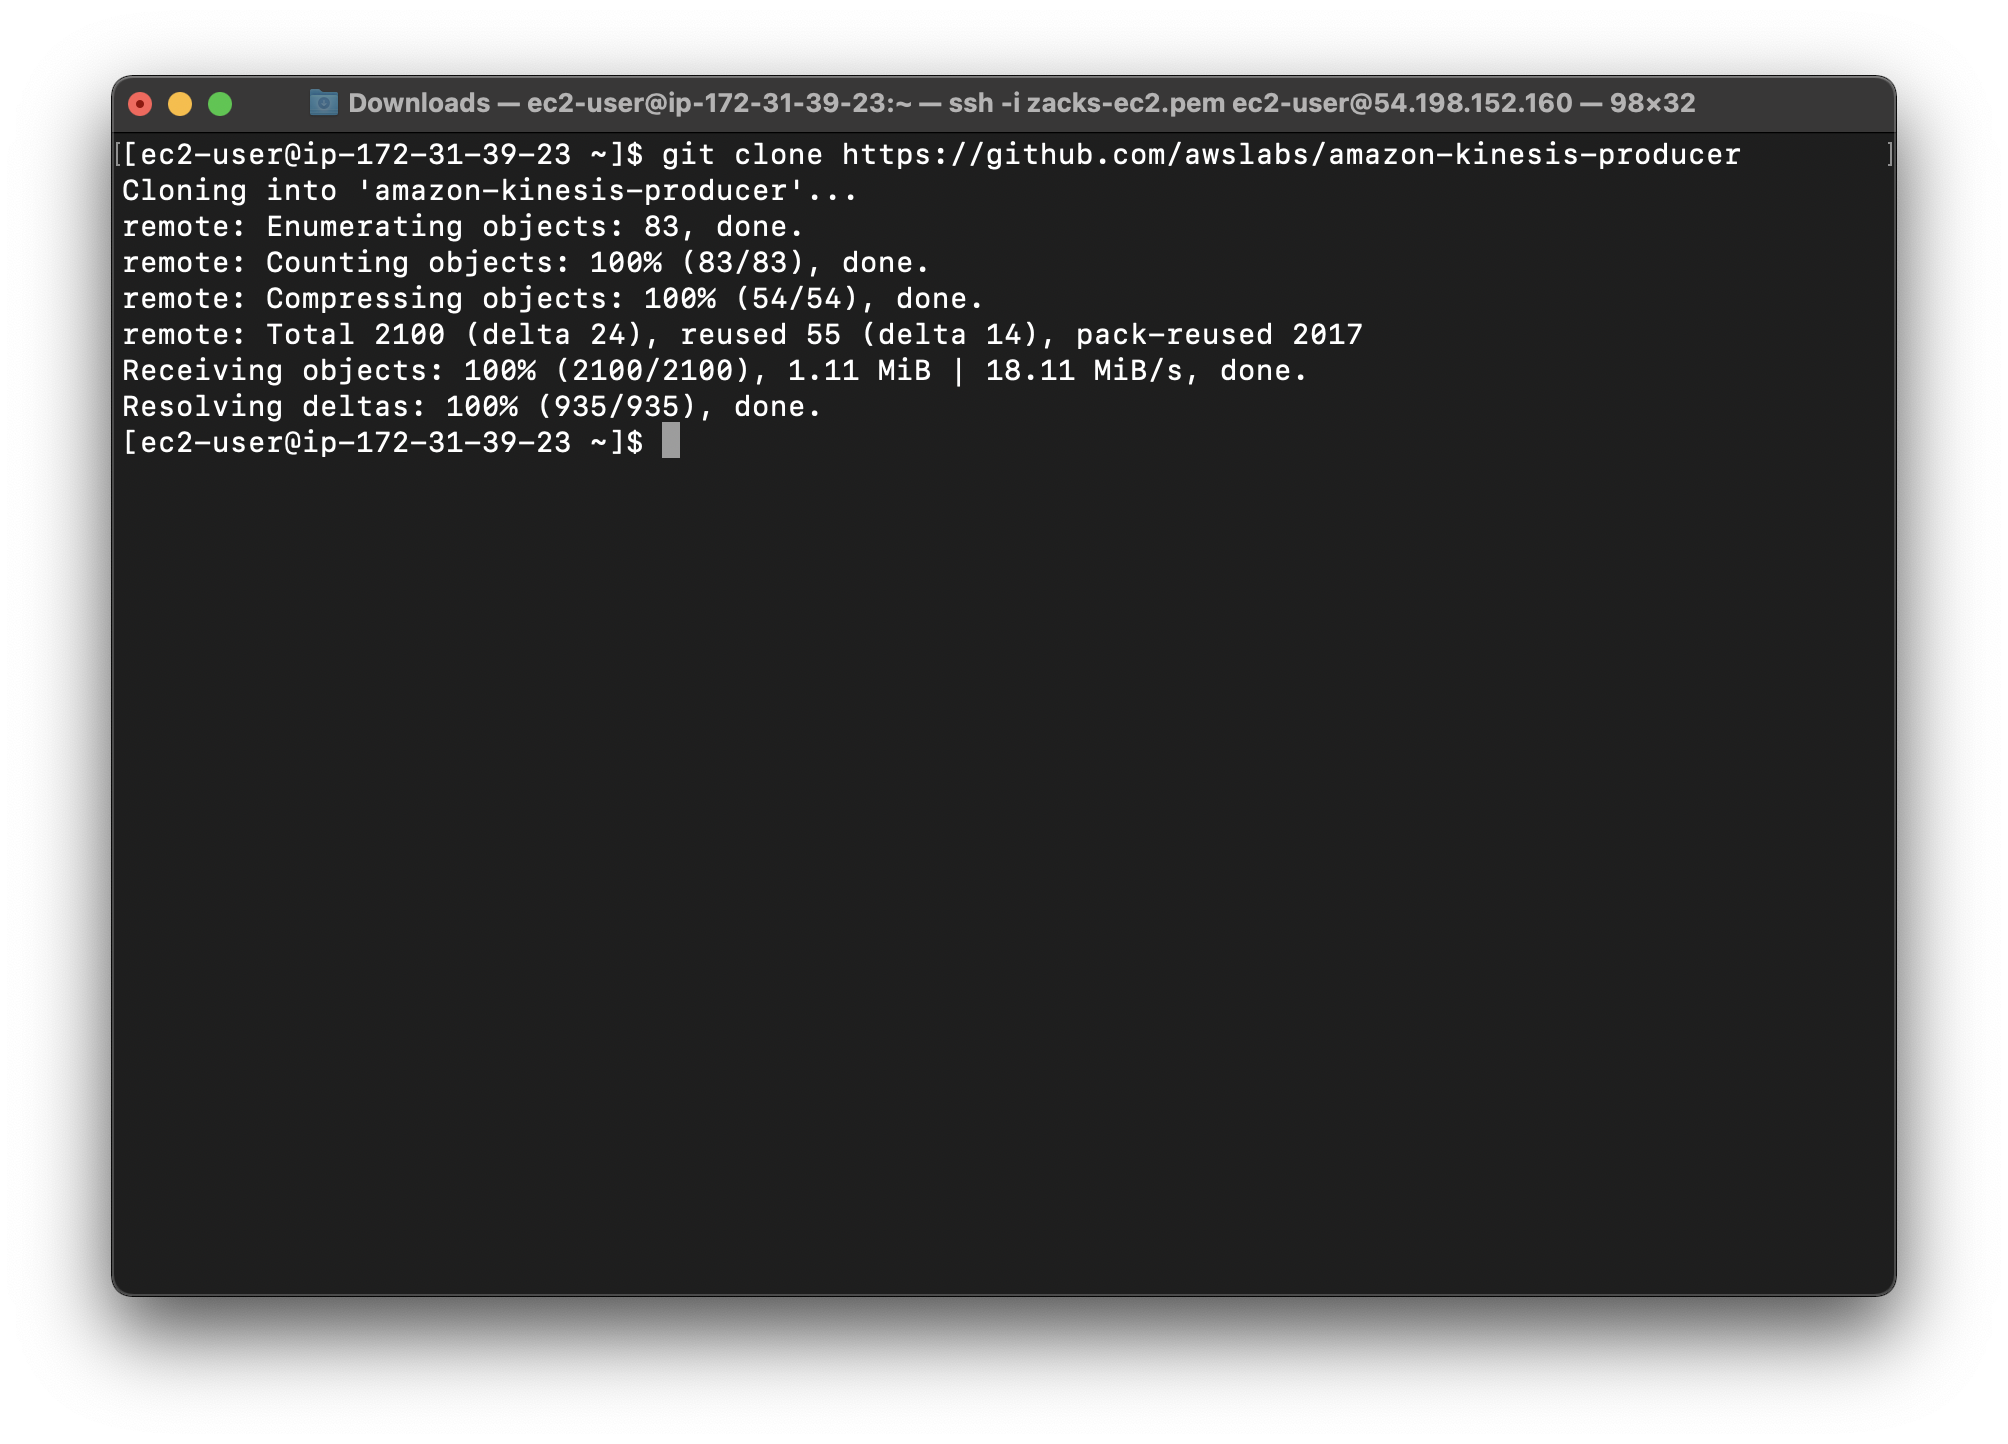 Downloads — ec2-user@ip-172-31-39-23:~ — ssh -i zacks-ec2.pem ec2-user@54.198.152.160 — 98×32
[[ec2-user@ip-172-31-39-23 ~]$ git clone https://github.com/awslabs/amazon-kinesis-producer ]
Cloning into 'amazon-kinesis-producer'...
remote: Enumerating objects: 83, done.
remote: Counting objects: 100% (83/83), done.
remote: Compressing objects: 100% (54/54), done.
remote: Total 2100 (delta 24), reused 55 (delta 14), pack-reused 2017
Receiving objects: 100% (2100/2100), 1.11 MiB | 18.11 MiB/s, done.
Resolving deltas: 100% (935/935), done.
[ec2-user@ip-172-31-39-23 ~]$